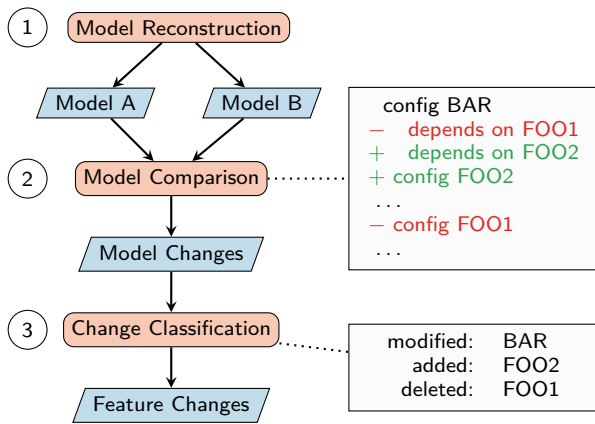 1
Model Reconstruction
Model A
Model B
2
Model Comparison
config BAR
− depends on FOO1
+ depends on FOO2
+ config FOO2
...
− config FOO1
...
Model Changes
3
Change Classification
modified: BAR
added: FOO2
deleted: FOO1
Feature Changes